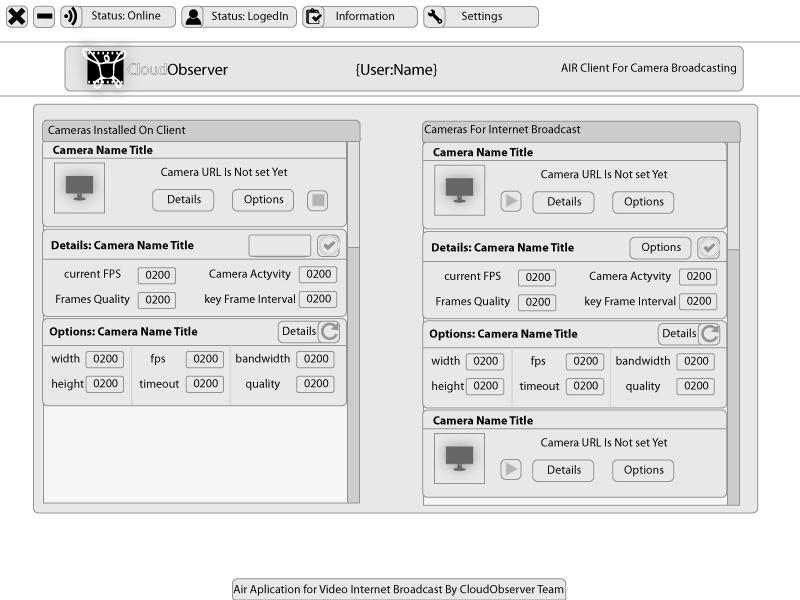 Status: Online
Status: LogedIn
Information
Settings
CloudObserver
{User:Name}
AIR Client For Camera Broadcasting
Cameras Installed On Client
Camera Name Title
Camera URL Is Not set Yet
Details
Options
Details: Camera Name Title
current FPS 0200
Camera Actyvity 0200
Frames Quality 0200
key Frame Interval 0200
Options: Camera Name Title
Details
width 0200
fps 0200
bandwidth 0200
height 0200
timeout 0200
quality 0200
Cameras For Internet Broadcast
Camera Name Title
Camera URL Is Not set Yet
Details
Options
Details: Camera Name Title
Options
current FPS 0200
Camera Actyvity 0200
Frames Quality 0200
key Frame Interval 0200
Options: Camera Name Title
Details
width 0200
fps 0200
bandwidth 0200
height 0200
timeout 0200
quality 0200
Camera Name Title
Camera URL Is Not set Yet
Details
Options
Air Aplication for Video Internet Broadcast By CloudObserver Team